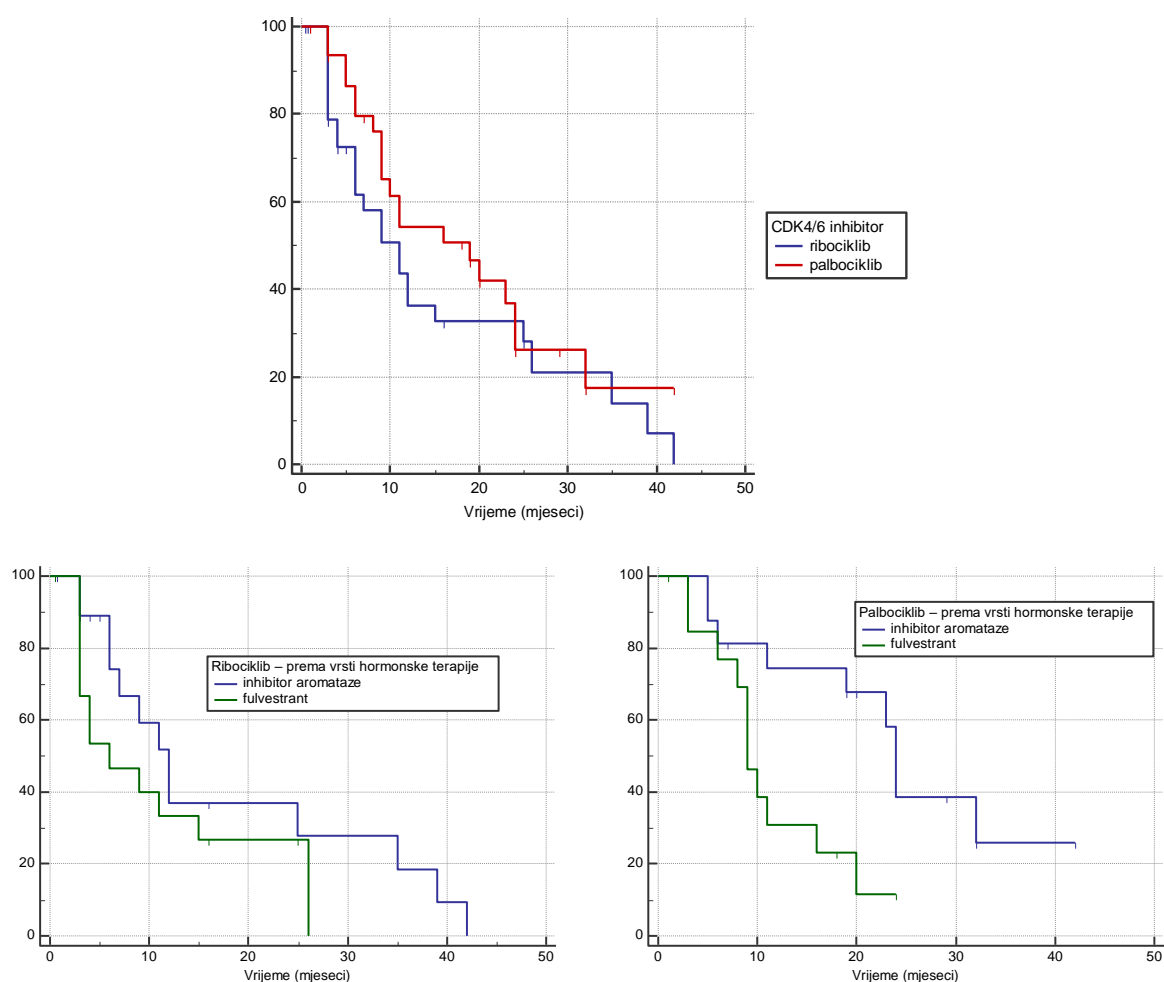 100
80
60
40
20
0
0 10 20 30 40 50
Vrijeme (mjeseci)
CDK4/6 inhibitor
ribociklib
palbociklib
100
80
60
40
20
0
0 10 20 30 40 50
Vrijeme (mjeseci)
Ribociklib – prema vrsti hormonske terapije
inhibitor aromataze
fulvestrant
100
80
60
40
20
0
0 10 20 30 40 50
Vrijeme (mjeseci)
Palbociklib – prema vrsti hormonske terapije
inhibitor aromataze
fulvestrant